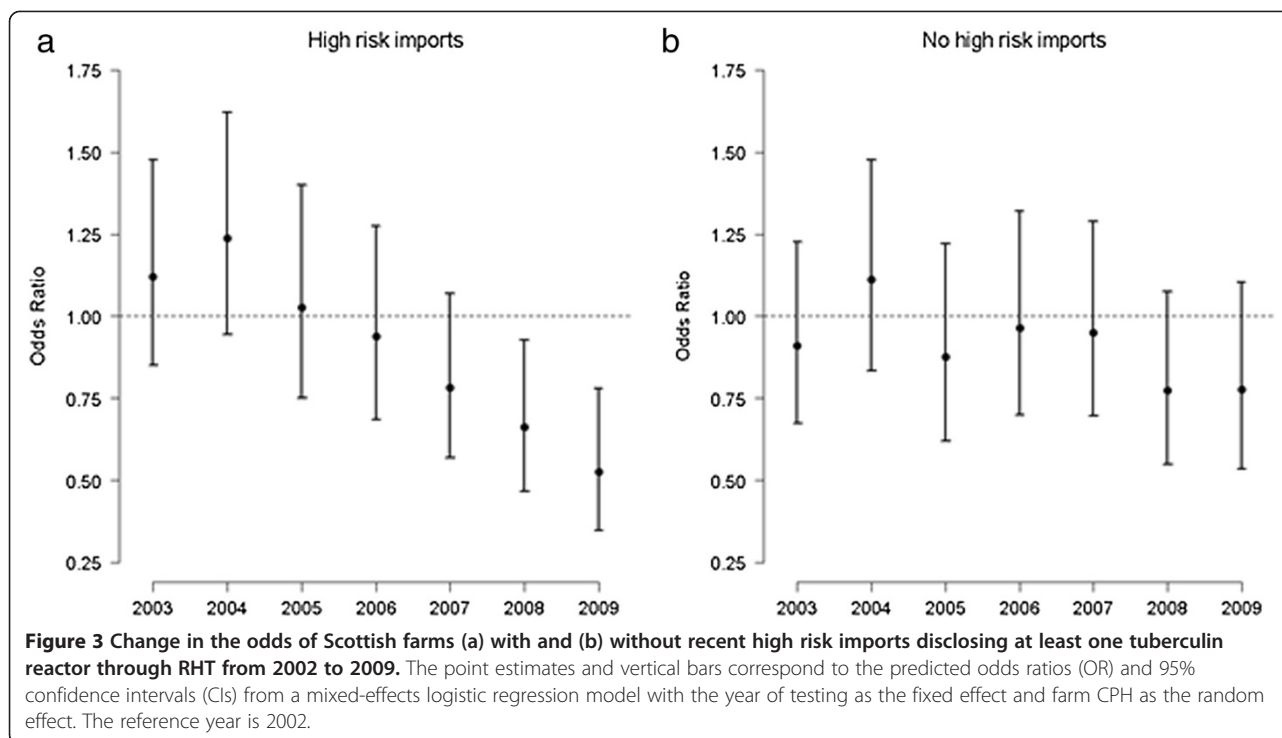 a
High risk imports
1.75
1.50
1.25
1.00
0.75
0.50
0.25
Odds Ratio
2003 2004 2005 2006 2007 2008 2009
b
No high risk imports
1.75
1.50
1.25
1.00
0.75
0.50
0.25
Odds Ratio
2003 2004 2005 2006 2007 2008 2009
Figure 3 Change in the odds of Scottish farms (a) with and (b) without recent high risk imports disclosing at least one tuberculin
reactor through RHT from 2002 to 2009. The point estimates and vertical bars correspond to the predicted odds ratios (OR) and 95%
confidence intervals (CIs) from a mixed-effects logistic regression model with the year of testing as the fixed effect and farm CPH as the random
effect. The reference year is 2002.